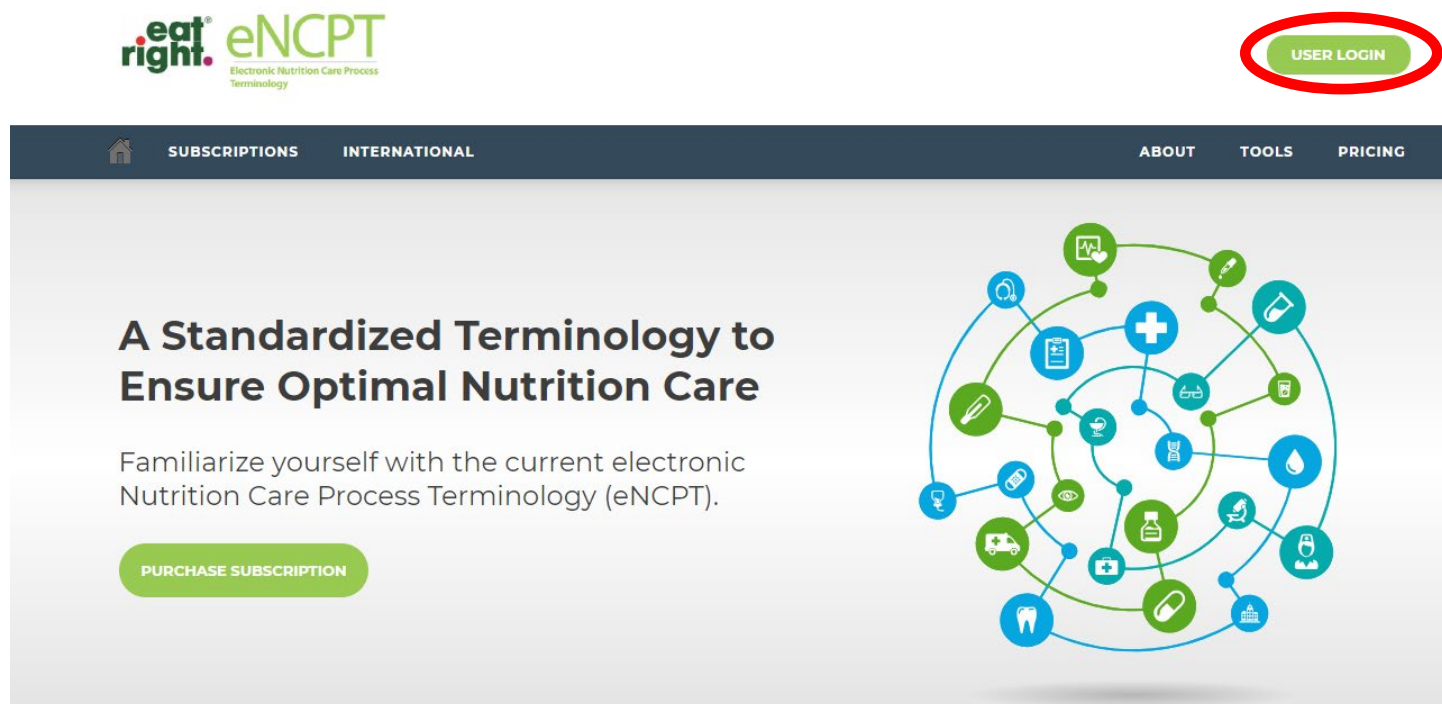 eat®
right.
eNCPT
Electronic Nutrition Care Process
Terminology
USER LOGIN
SUBSCRIPTIONS INTERNATIONAL ABOUT TOOLS PRICING
A Standardized Terminology to
Ensure Optimal Nutrition Care
Familiarize yourself with the current electronic
Nutrition Care Process Terminology (eNCPT).
PURCHASE SUBSCRIPTION